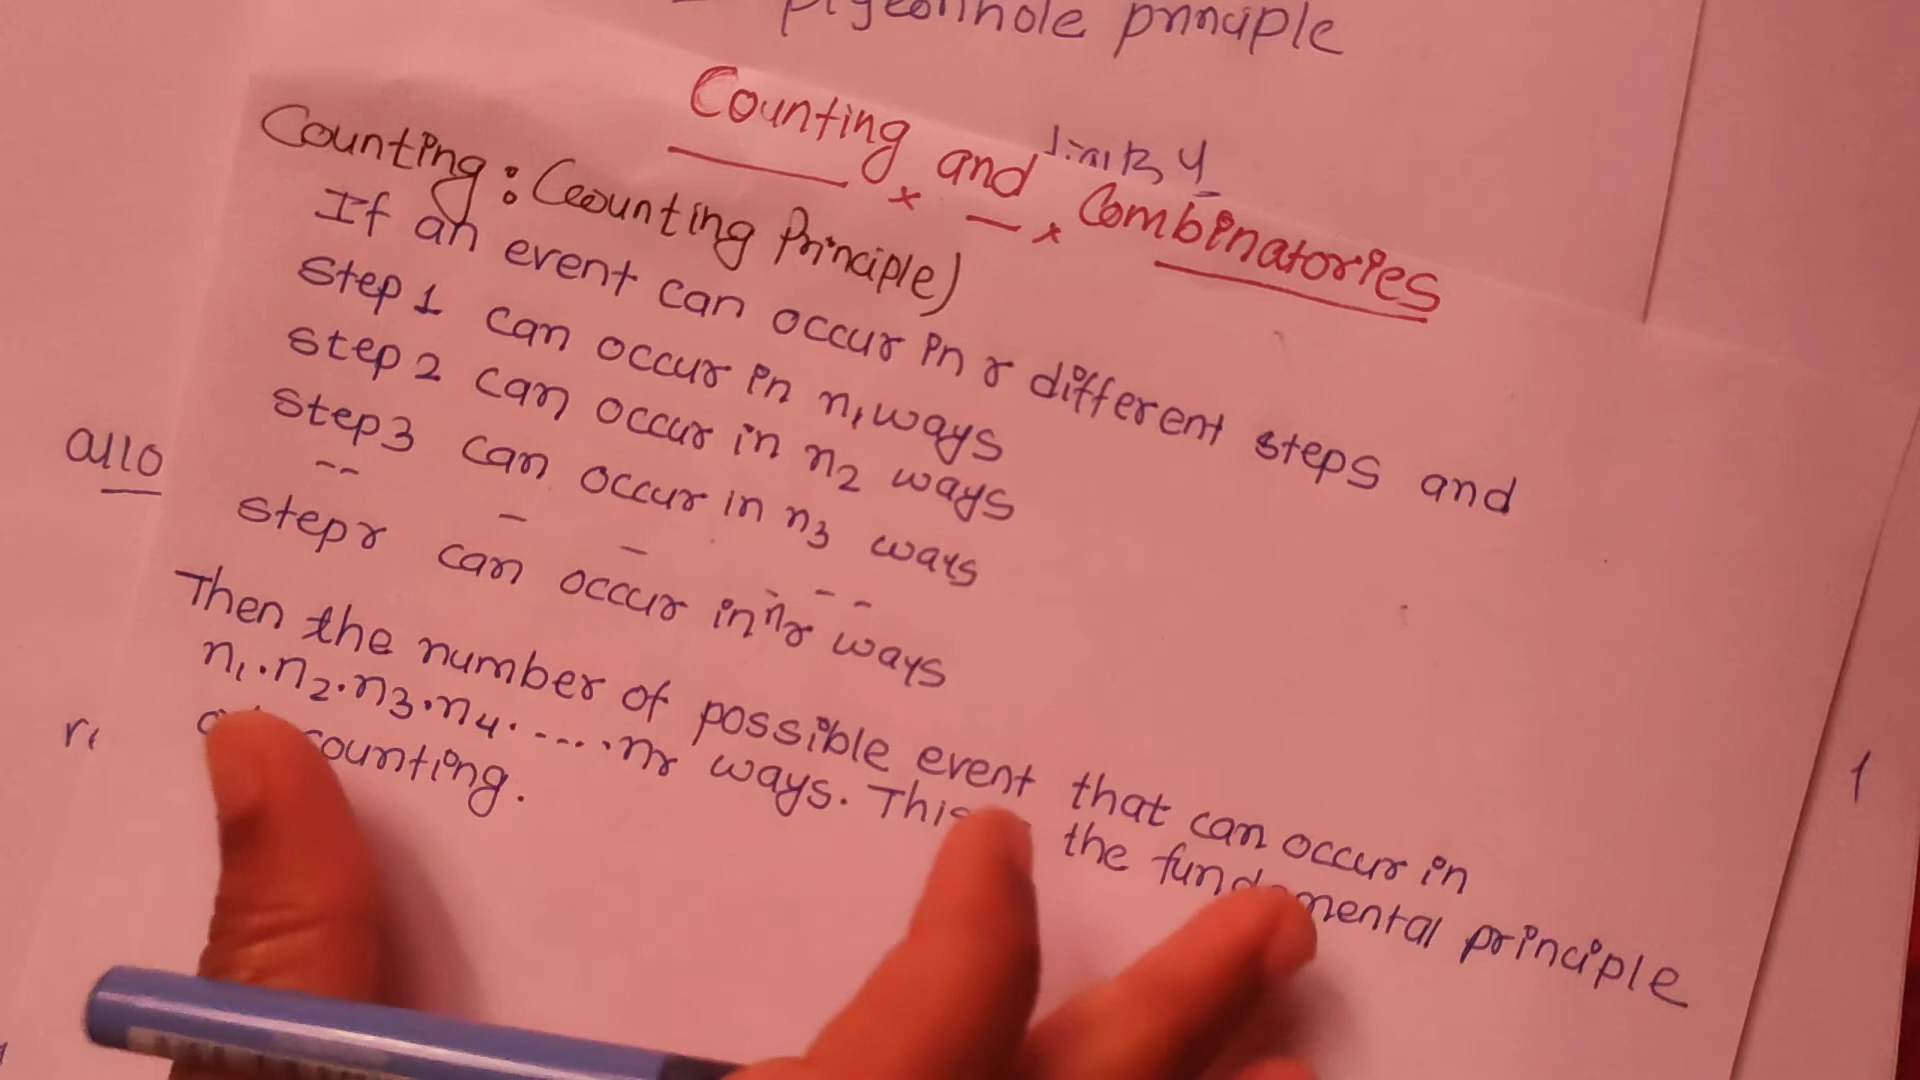 pigeonhole principle
Counting and Combinatories
Counting : (Counting Principle)
If an event can occur in r different steps and
step 1 can occur in n1 ways
step 2 can occur in n2 ways
step3 can occur in n3 ways
-- - - - - -
step r can occur in nr ways
Then the number of possible event that can occur in
n1.n2.n3.n4. ....nr ways. This the fundamental principle
counting.
allo